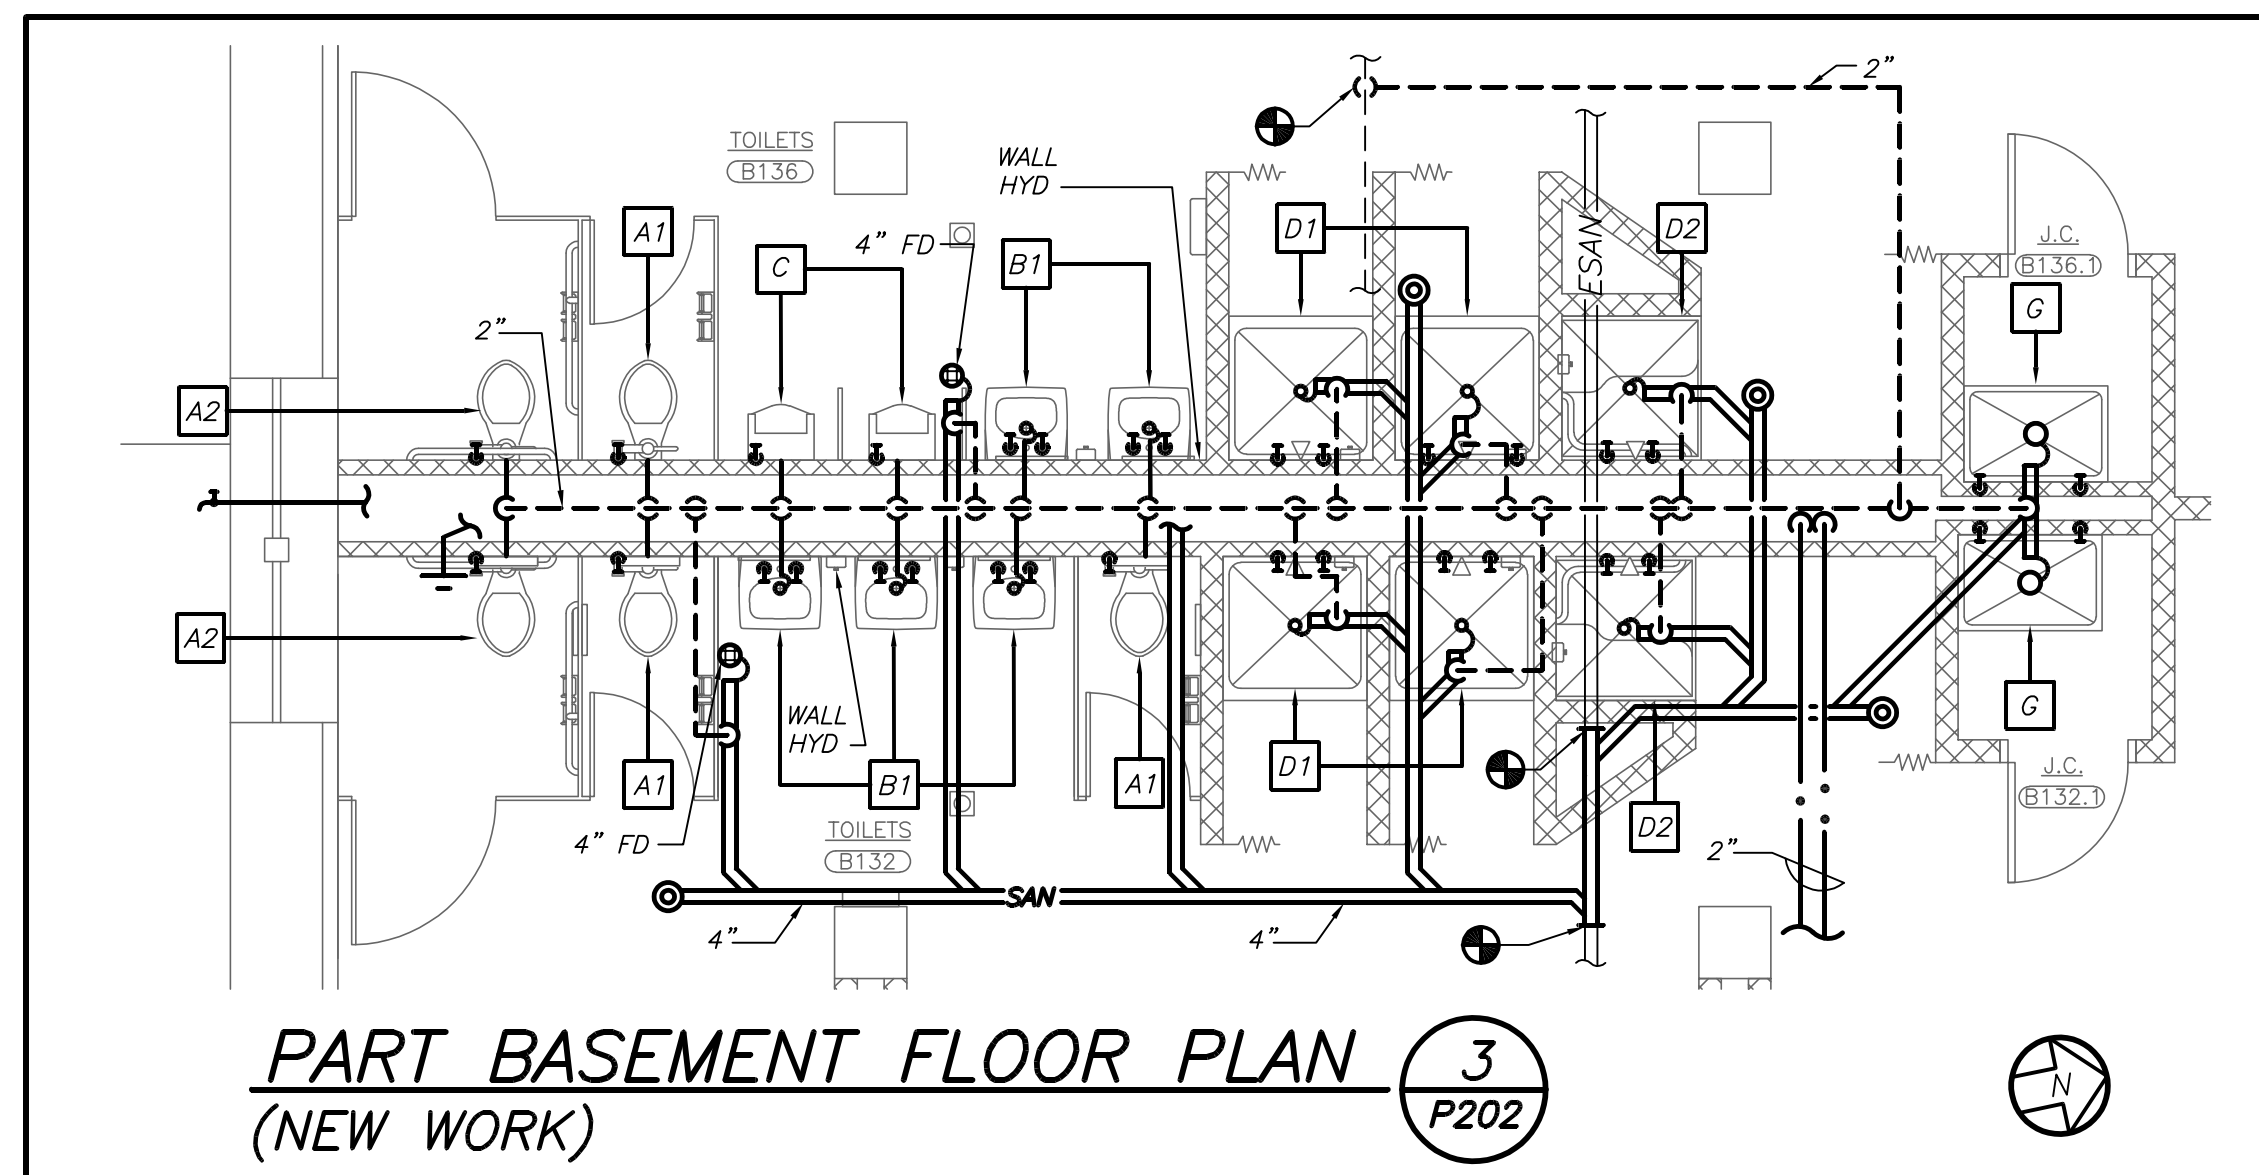 2"
TOILETS
B136
WALL
HYD
A1
D1
D2
4" FD
C
B1
ESAN
J.C.
B136.1
G
2"
A2
A2
WALL
HYD
A1
B1
A1
D1
G
4" FD
TOILETS
B132
D2
2"
J.C.
B132.1
SAN
4"
4"
PART BASEMENT FLOOR PLAN
3
P202
(NEW WORK)
N